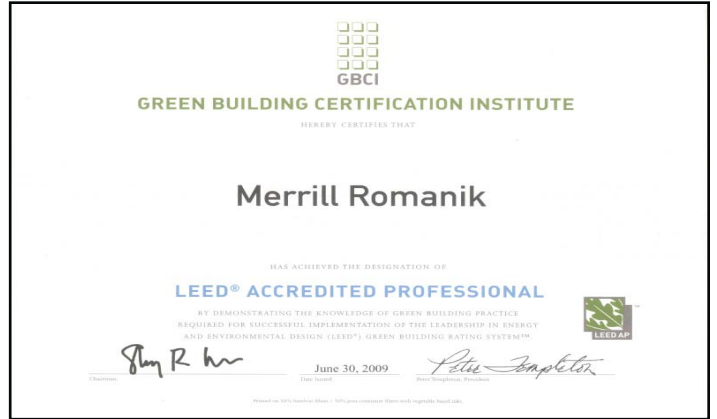 GBCI
GREEN BUILDING CERTIFICATION INSTITUTE
HEREBY CERTIFIES THAT
Merrill Romanik
HAS ACHIEVED THE DESIGNATION OF
LEED® ACCREDITED PROFESSIONAL
BY DEMONSTRATING THE KNOWLEDGE OF GREEN BUILDING PRACTICE
REQUIRED FOR SUCCESSFUL IMPLEMENTATION OF THE LEADERSHIP IN ENERGY
AND ENVIRONMENTAL DESIGN (LEED®) GREEN BUILDING RATING SYSTEM™
LEED AP
Peter Templeton
June 30, 2009
Chairman
Date Issued
Peter Templeton, President